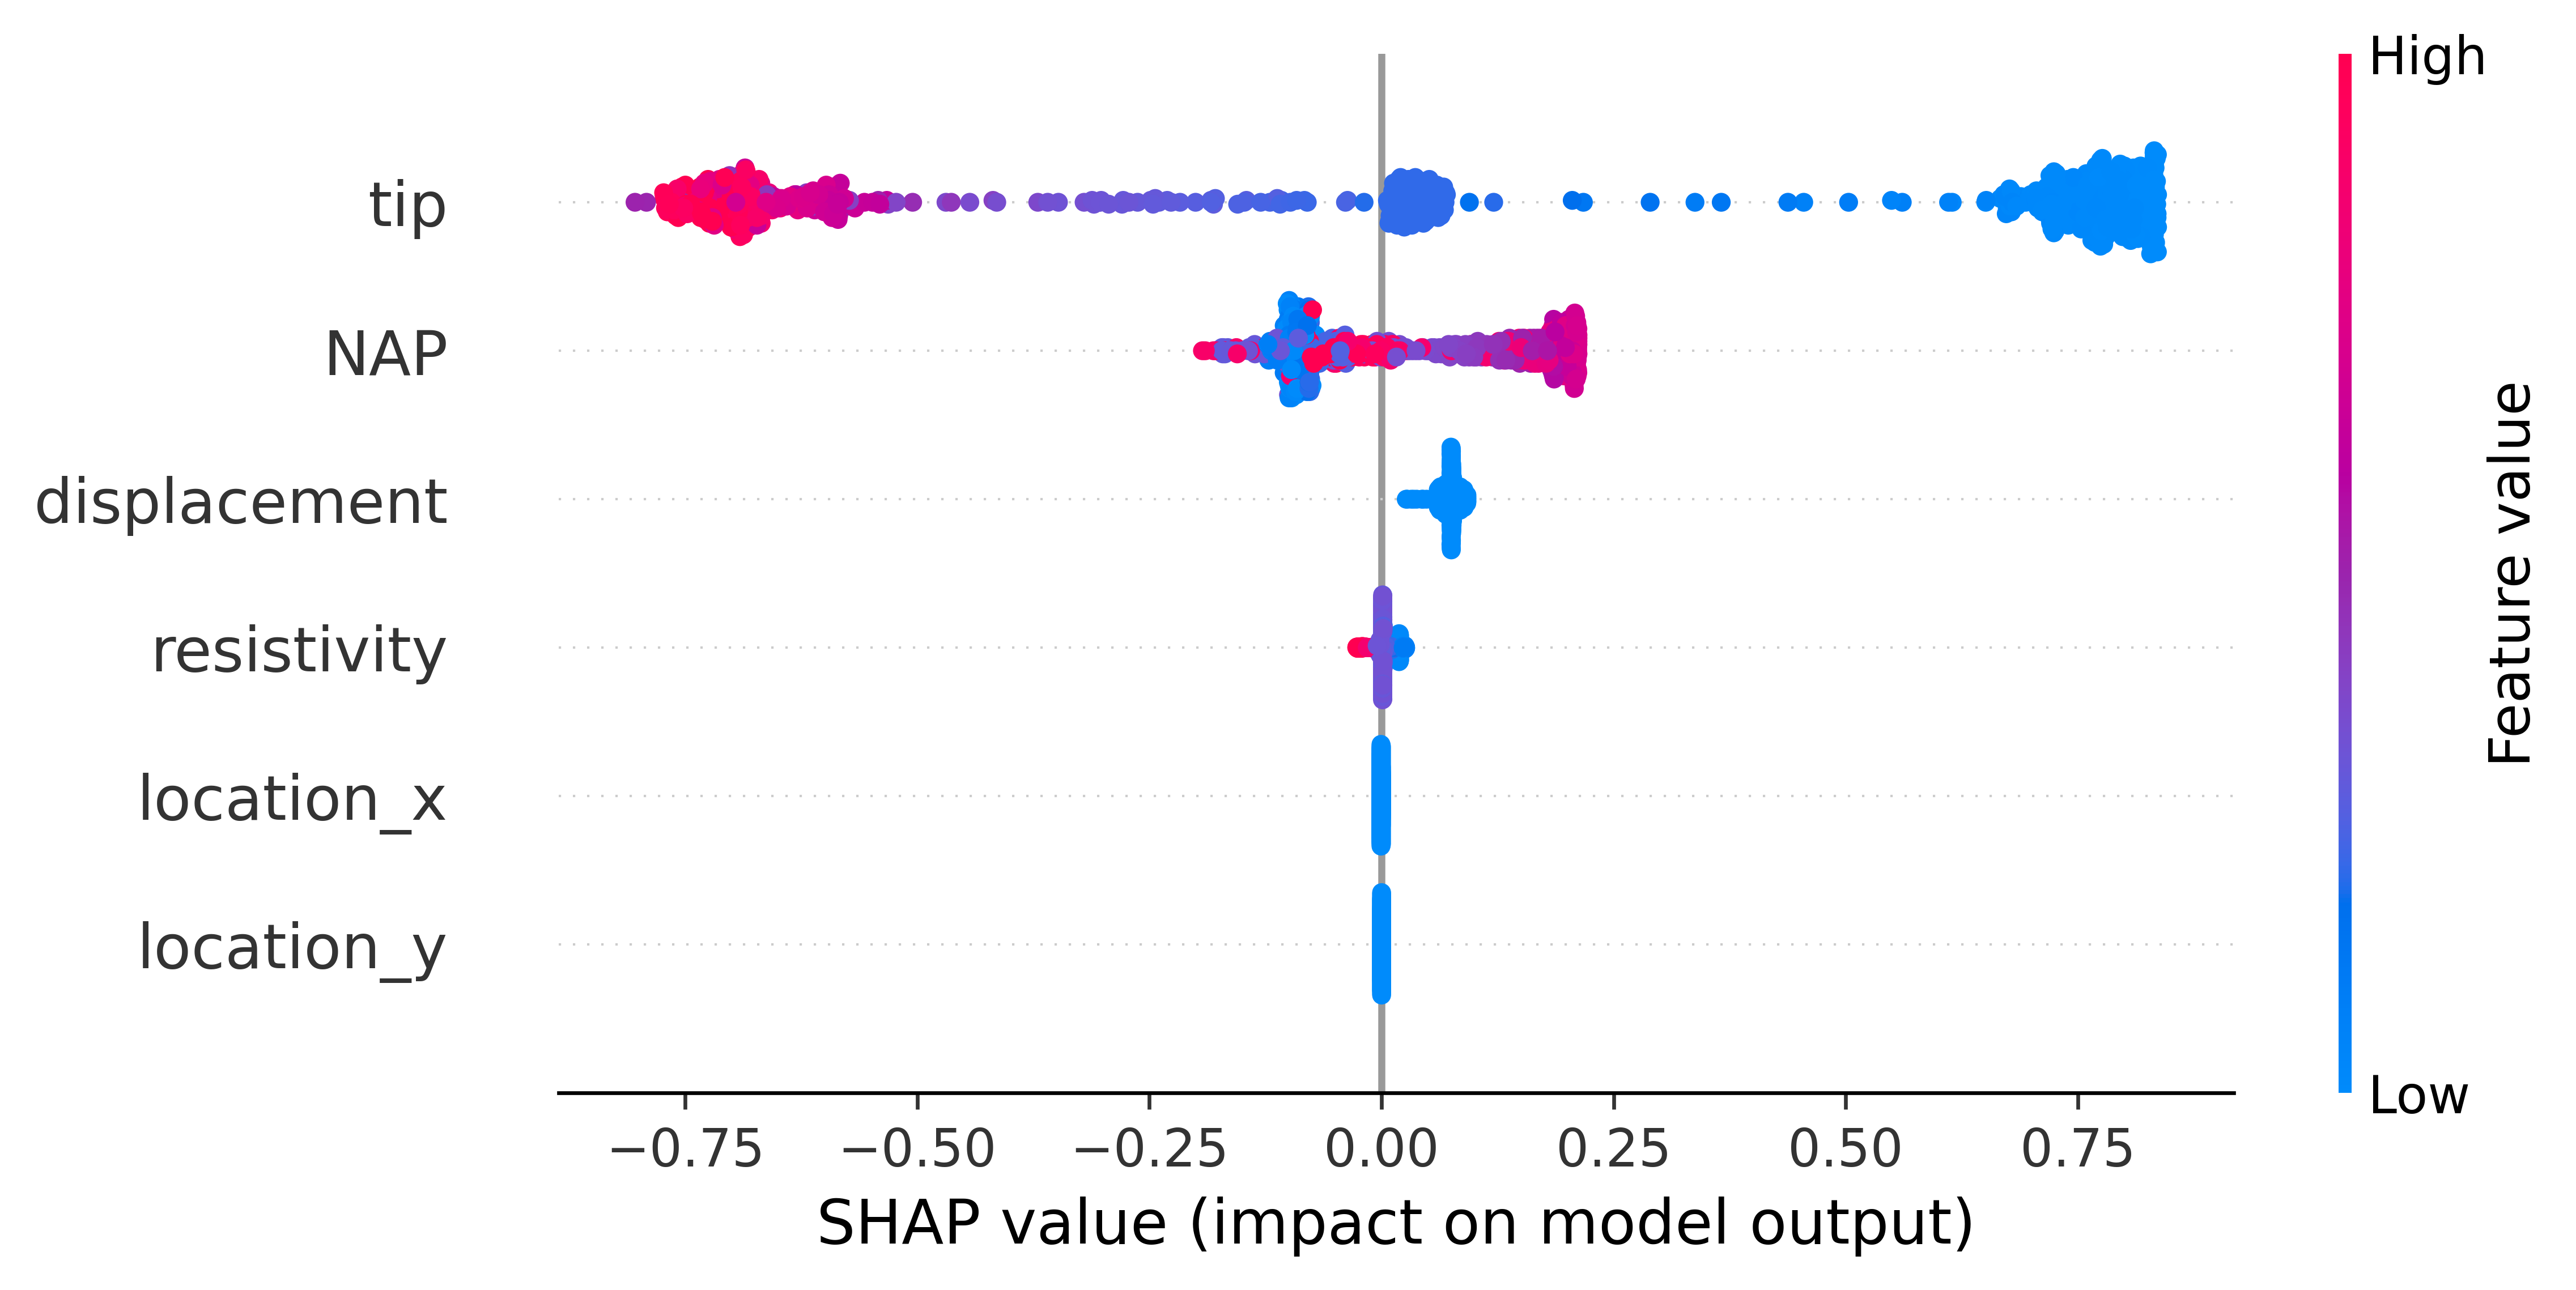 High
tip
NAP
displacement
resistivity
location_x
location_y
Feature value
Low
−0.75 −0.50 −0.25 0.00 0.25 0.50 0.75
SHAP value (impact on model output)